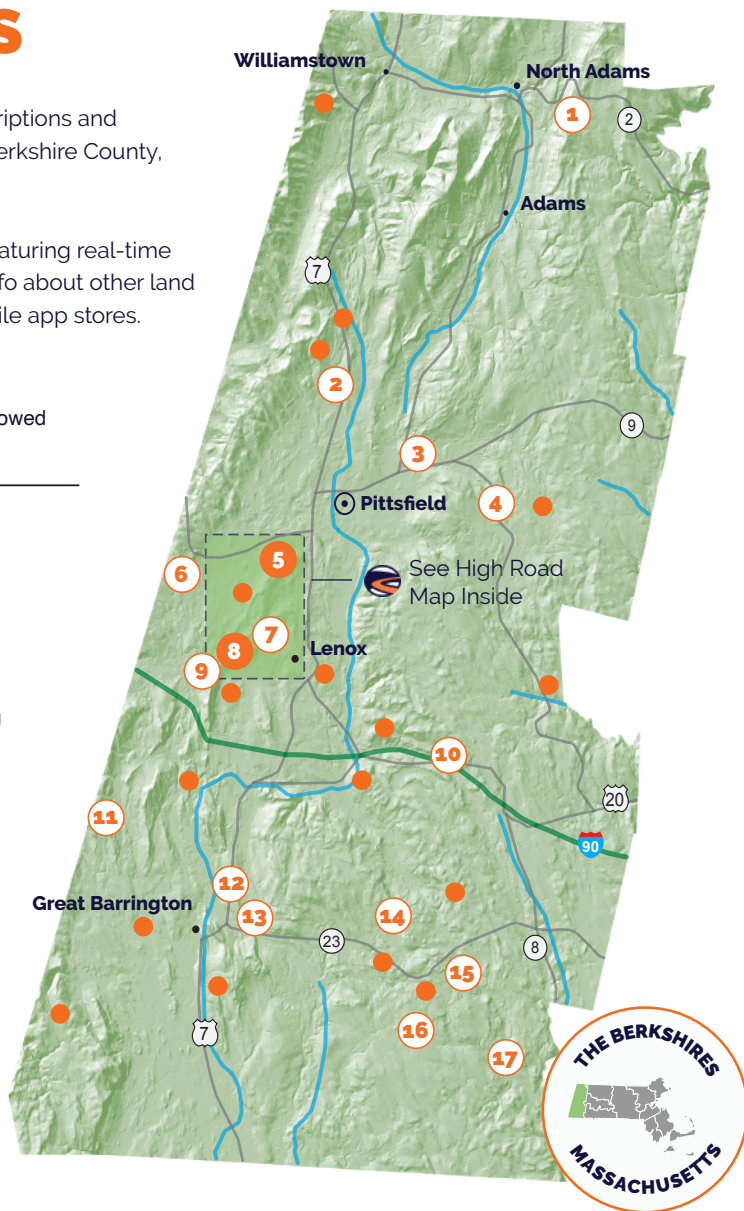 S
riptions and
erkshire County,
aturing real-time
fo about other land
ile app stores.
owed
Williamstown
North Adams
1
2
Adams
7
2
9
3
4
Pittsfield
5
6
See High Road
Map Inside
7
8
Lenox
9
10
20
11
90
12
Great Barrington
13
14
23
8
15
7
16
17
THE BERKSHIRES
MASSACHUSETTS